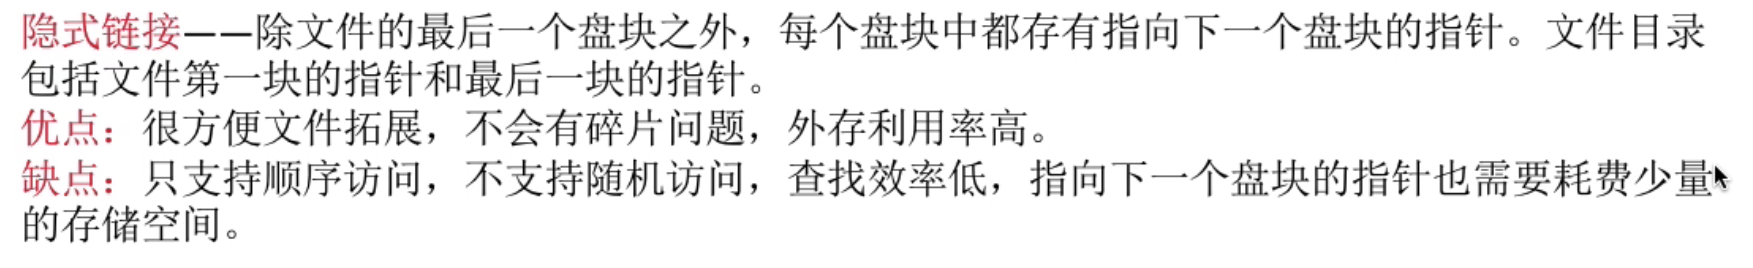 隐式链接——除文件的最后一个盘块之外，每个盘块中都存有指向下一个盘块的指针。文件目录
包括文件第一块的指针和最后一块的指针。
优点：很方便文件拓展，不会有碎片问题，外存利用率高。
缺点：只支持顺序访问，不支持随机访问，查找效率低，指向下一个盘块的指针也需要耗费少量
的存储空间。